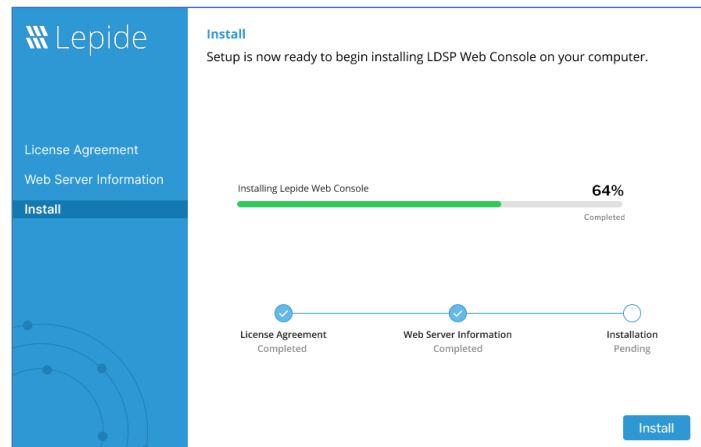 Lepide
License Agreement
Web Server Information
Install
Install
Setup is now ready to begin installing LDSP Web Console on your computer.
Installing Lepide Web Console
64%
Completed
License Agreement
Completed
Web Server Information
Completed
Installation
Pending
Install